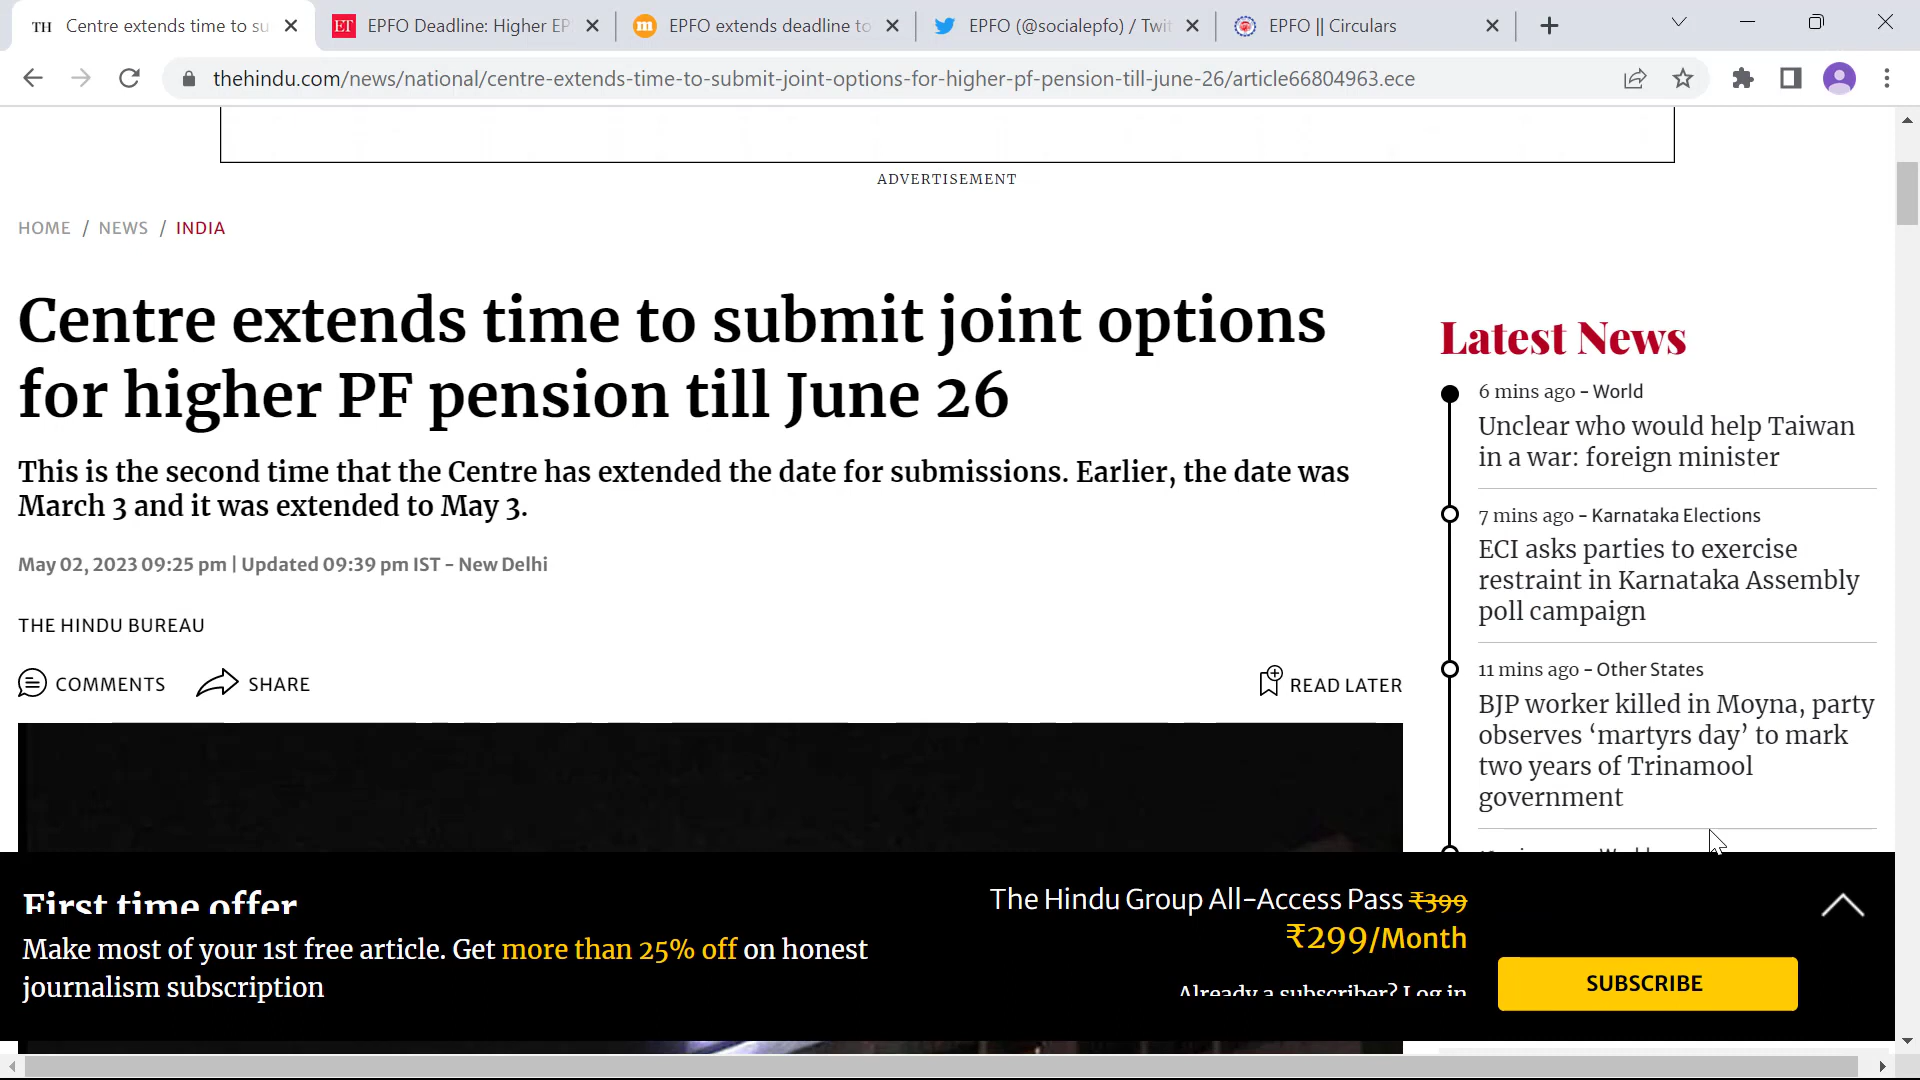 TH Centre extends time to su
ET EPFO Deadline: Higher EP
m EPFO extends deadline to
EPFO (@socialepfo) / Twit
EPFO || Circulars
thehindu.com/news/national/centre-extends-time-to-submit-joint-options-for-higher-pf-pension-till-june-26/article66804963.ece
ADVERTISEMENT
HOME / NEWS / INDIA
Centre extends time to submit joint options
for higher PF pension till June 26
This is the second time that the Centre has extended the date for submissions. Earlier, the date was
March 3 and it was extended to May 3.
May 02, 2023 09:25 pm | Updated 09:39 pm IST - New Delhi
THE HINDU BUREAU
COMMENTS SHARE
READ LATER
Latest News
6 mins ago - World
Unclear who would help Taiwan
in a war: foreign minister
7 mins ago - Karnataka Elections
ECI asks parties to exercise
restraint in Karnataka Assembly
poll campaign
11 mins ago - Other States
BJP worker killed in Moyna, party
observes ‘martyrs day’ to mark
two years of Trinamool
government
First time offer
Make most of your 1st free article. Get more than 25% off on honest
journalism subscription
The Hindu Group All-Access Pass ₹399
₹299/Month
Already a subscriber? Log in
SUBSCRIBE